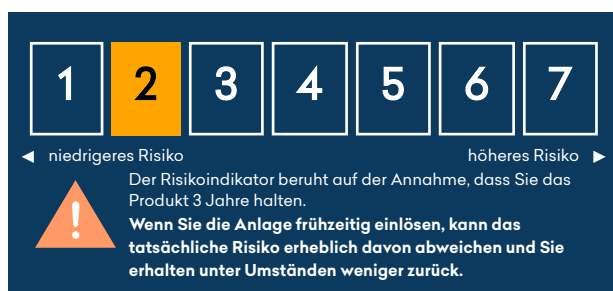 1 2 3 4 5 6 7
◄ niedrigeres Risiko höheres Risiko ►
Der Risikoindikator beruht auf der Annahme, dass Sie das
Produkt 3 Jahre halten.
Wenn Sie die Anlage frühzeitig einlösen, kann das
tatsächliche Risiko erheblich davon abweichen und Sie
erhalten unter Umständen weniger zurück.